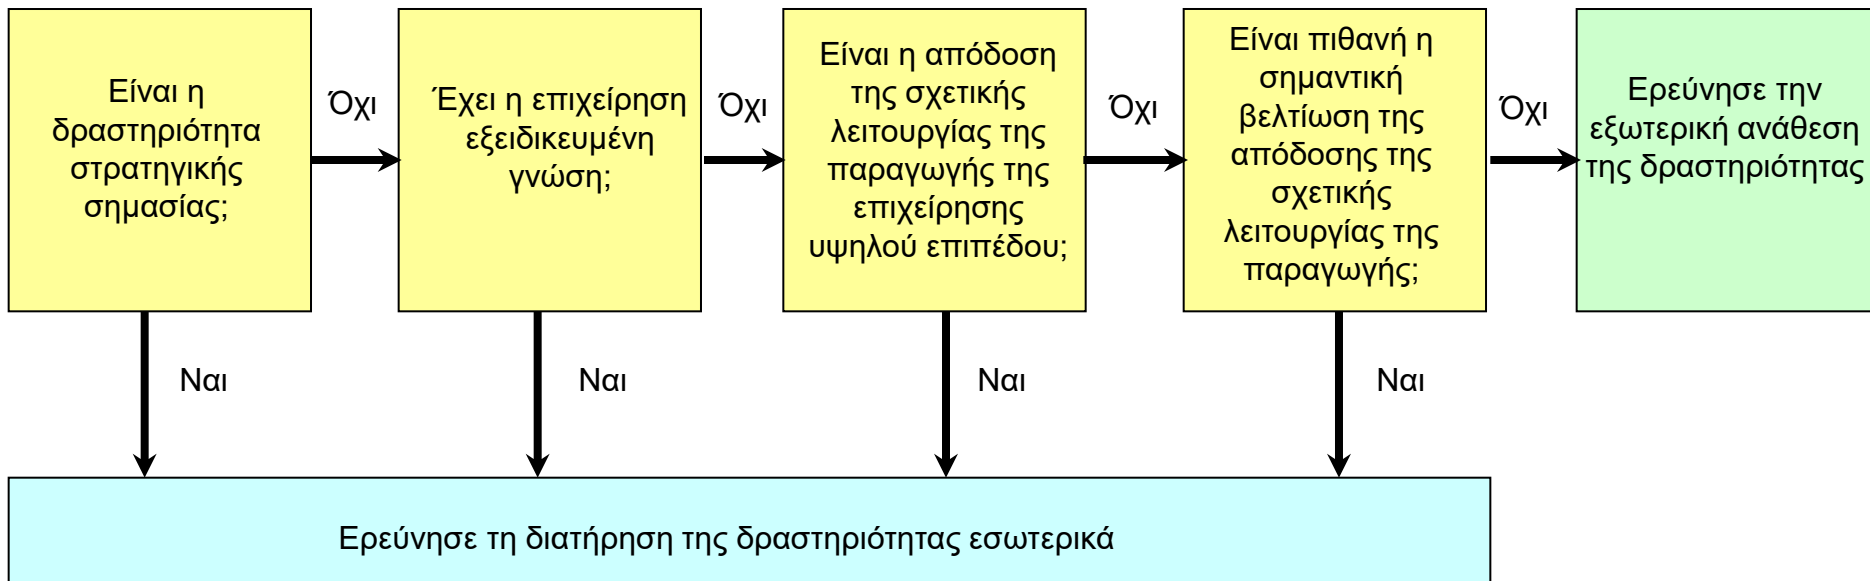 Είναι η
δραστηριότητα
στρατηγικής
σημασίας;
Όχι
Έχει η επιχείρηση
εξειδικευμένη
γνώση;
Όχι
Είναι η απόδοση
της σχετικής
λειτουργίας της
παραγωγής της
επιχείρησης
υψηλού επιπέδου;
Όχι
Είναι πιθανή η
σημαντική
βελτίωση της
απόδοσης της
σχετικής
λειτουργίας της
παραγωγής;
Όχι
Ερεύνησε την
εξωτερική ανάθεση
της δραστηριότητας
Ναι
Ναι
Ναι
Ναι
Ερεύνησε τη διατήρηση της δραστηριότητας εσωτερικά